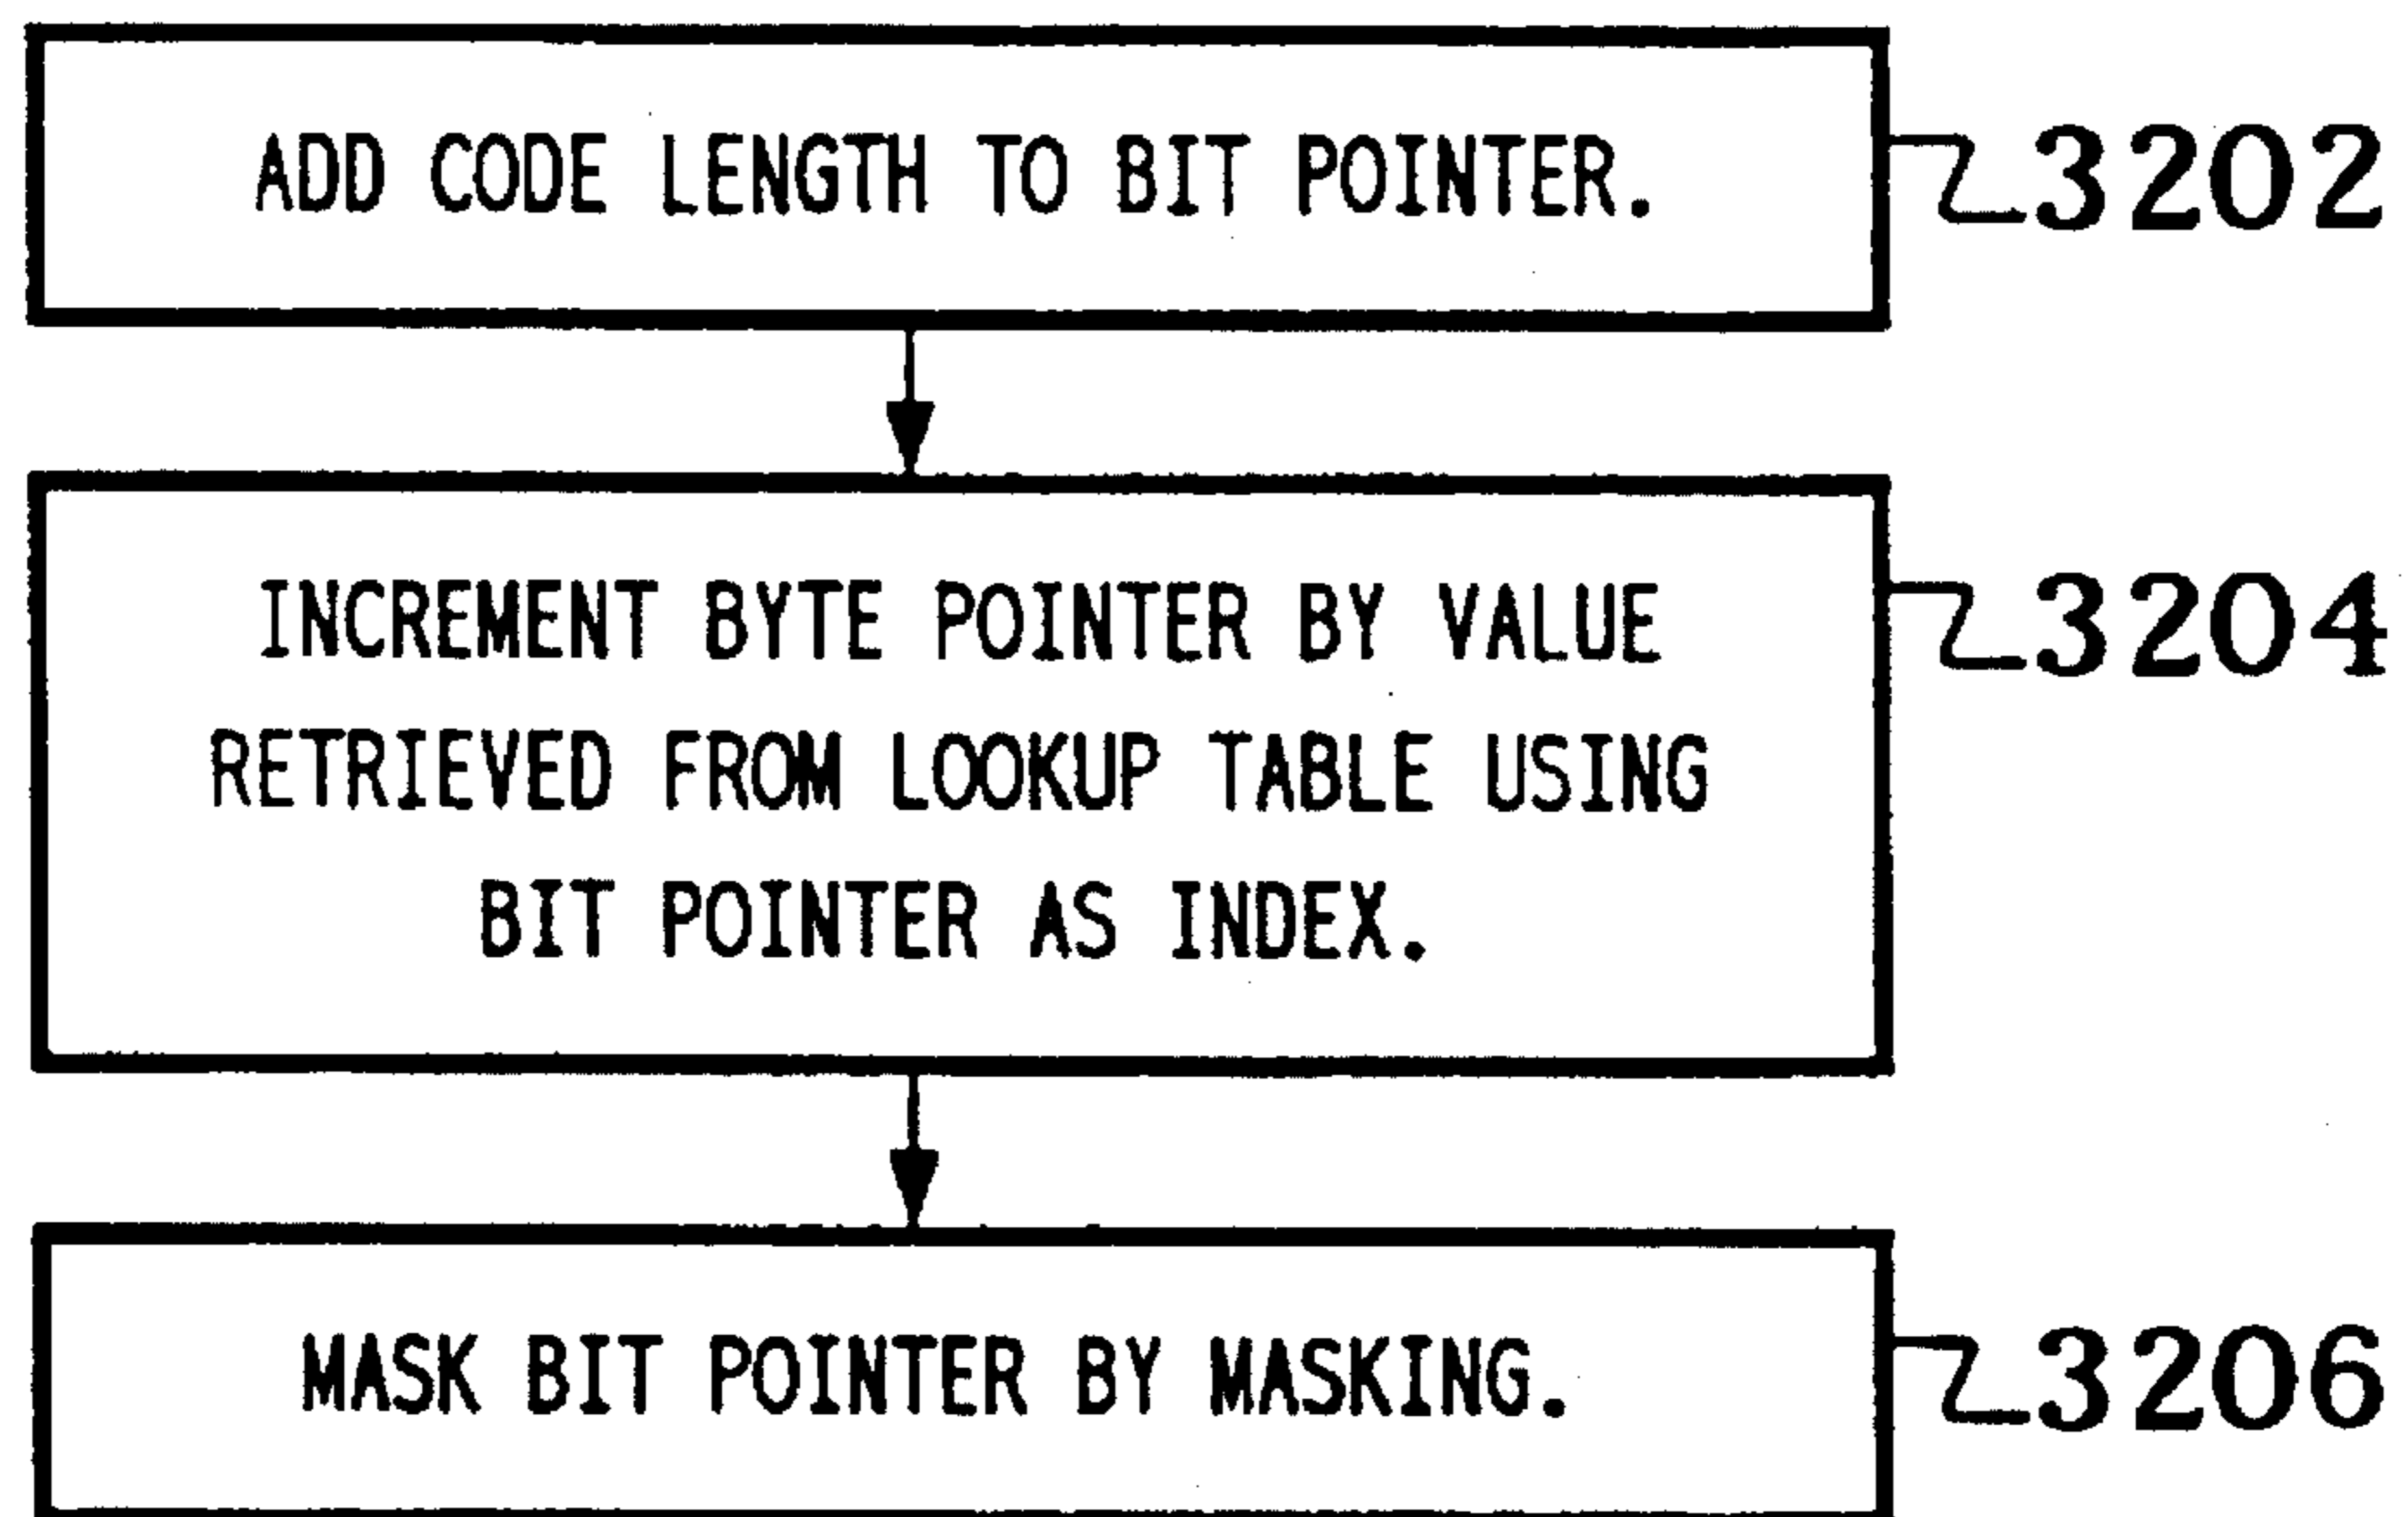 ADD CODE LENGTH TO BIT POINTER.
3202
INCREMENT BYTE POINTER BY VALUE
3204
RETRIEVED FROM LOOKUP TABLE USING
BIT POINTER AS INDEX.
MASK BIT POINTER BY MASKING.
3206